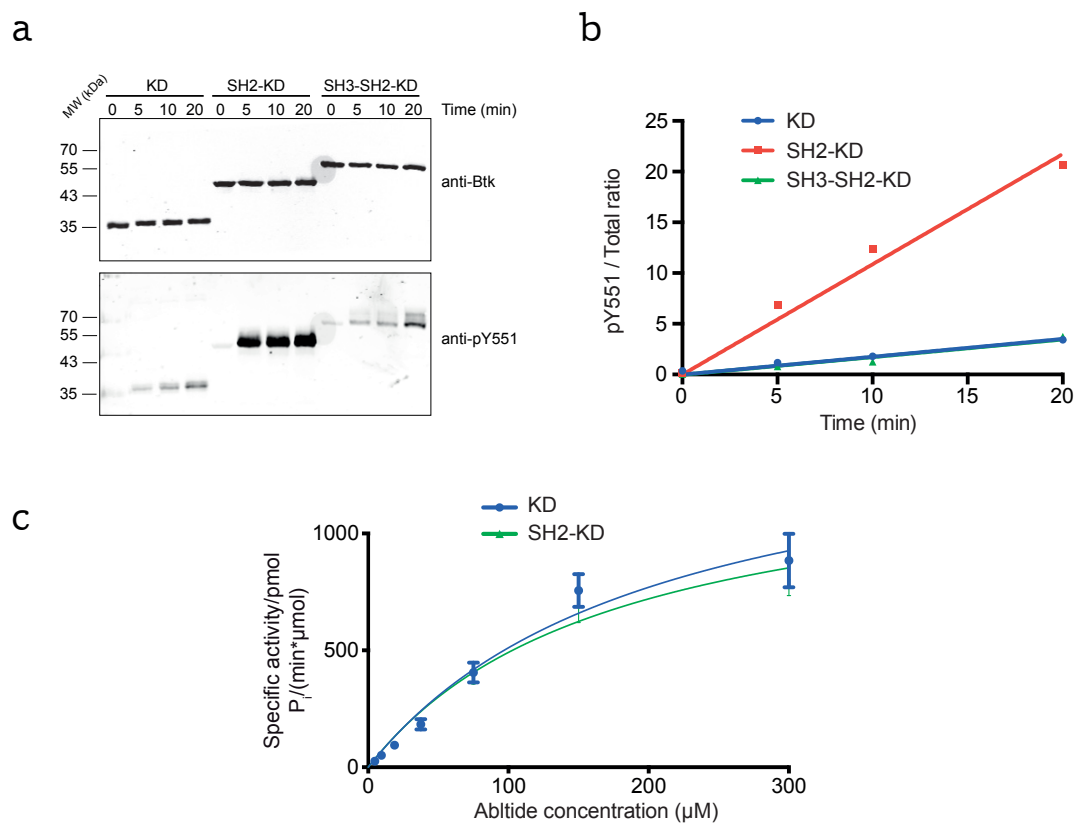 a
MW (kDa)
KD SH2-KD SH3-SH2-KD
0 5 10 20 0 5 10 20 0 5 10 20 Time (min)
70
55
43
35
anti-Btk
70
55
43
35
anti-pY551
b
KD
SH2-KD
SH3-SH2-KD
25
20
15
10
5
0
pY551 / Total ratio
0 5 10 15 20
Time (min)
c
KD
SH2-KD
1000
500
0
Specific activity/pmol
Pi/(min*µmol)
0 100 200 300
Abltide concentration (µM)